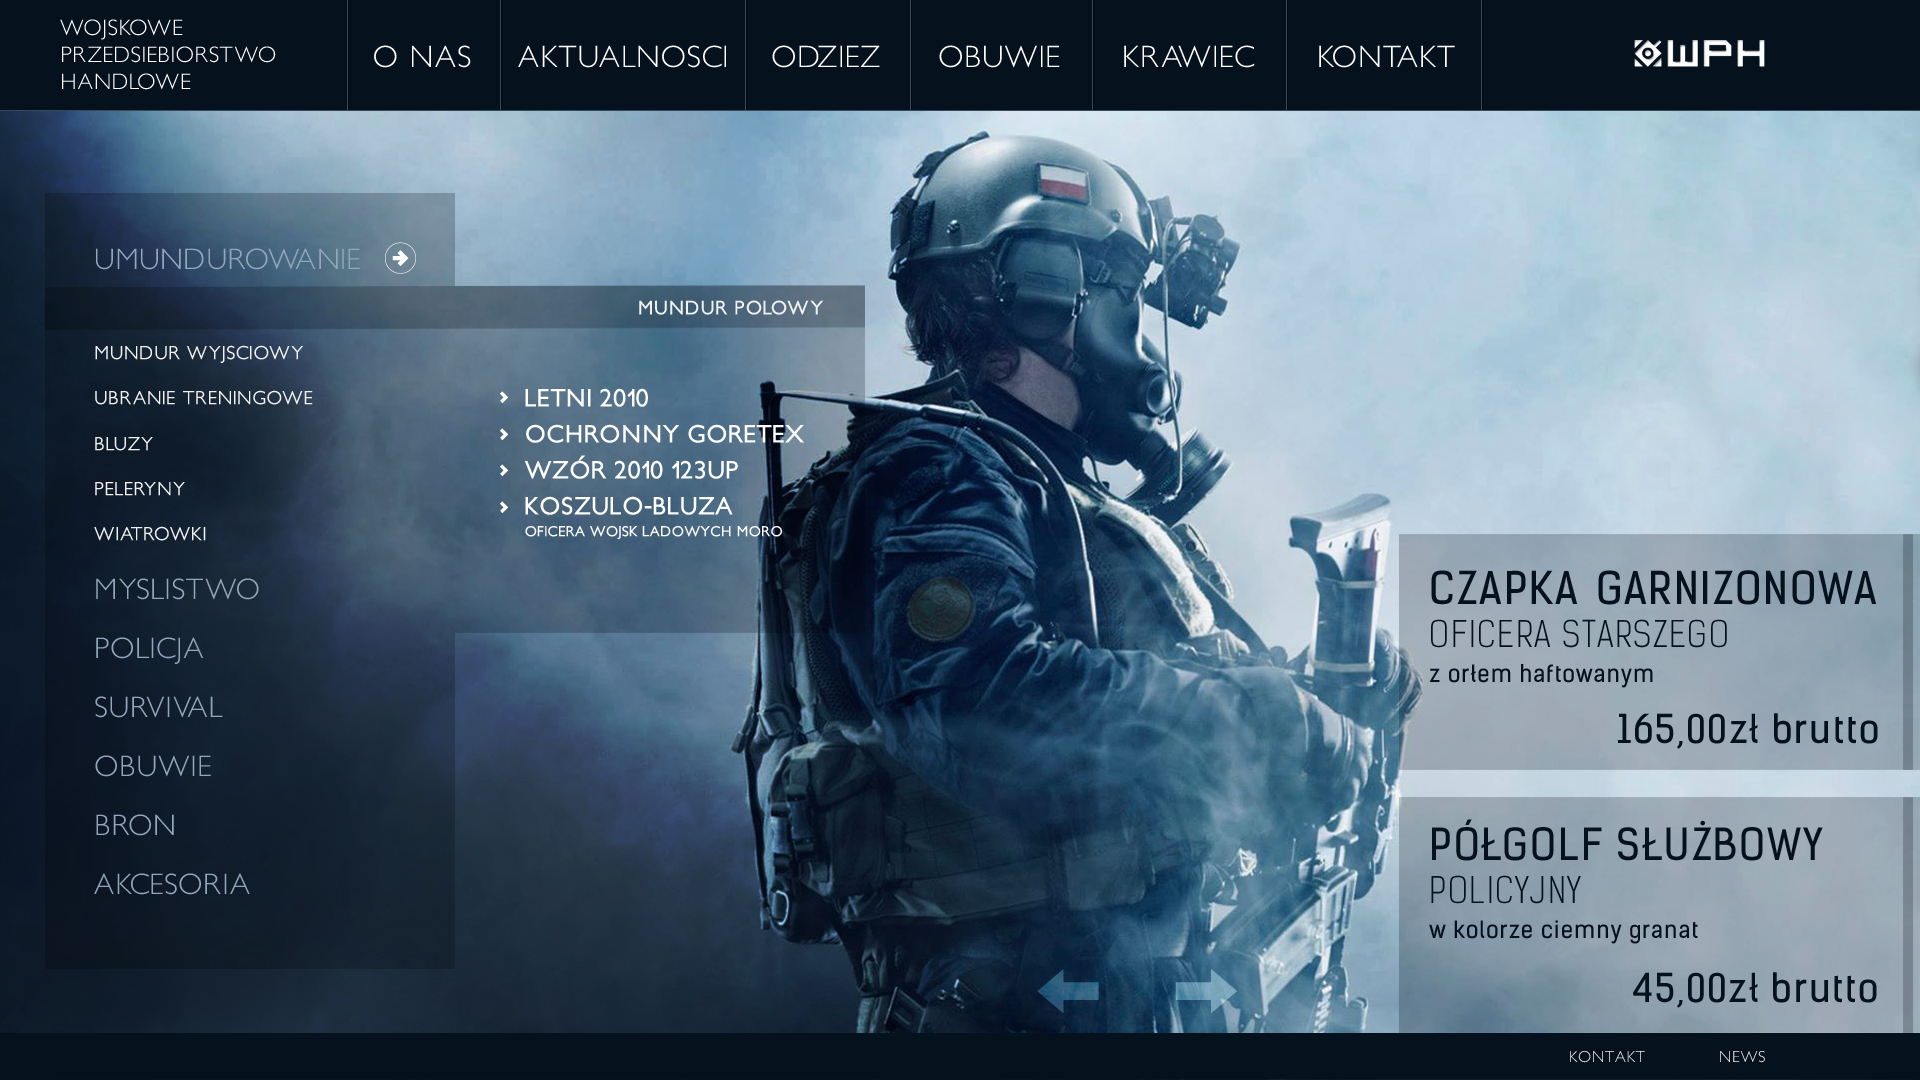 WOJSKOWE
PRZEDSIEBIORSTWO
HANDLOWE
O NAS
AKTUALNOSCI
ODZIEZ
OBUWIE
KRAWIEC
KONTAKT
WPH
UMUNDUROWANIE
MUNDUR POLOWY
MUNDUR WYJSCIOWY
UBRANIE TRENINGOWE
BLUZY
PELERYNY
WIATROWKI
LETNI 2010
OCHRONNY GORETEX
WZÓR 2010 123UP
KOSZULO-BLUZA
OFICERA WOJSK LADOWYCH MORO
MYSLISTWO
POLICJA
SURVIVAL
OBUWIE
BRON
AKCESORIA
CZAPKA GARNIZONOWA
OFICERA STARSZEGO
z orłem haftowanym
165,00zł brutto
PÓŁGOLF SŁUŻBOWY
POLICYJNY
w kolorze ciemny granat
45,00zł brutto
KONTAKT
NEWS